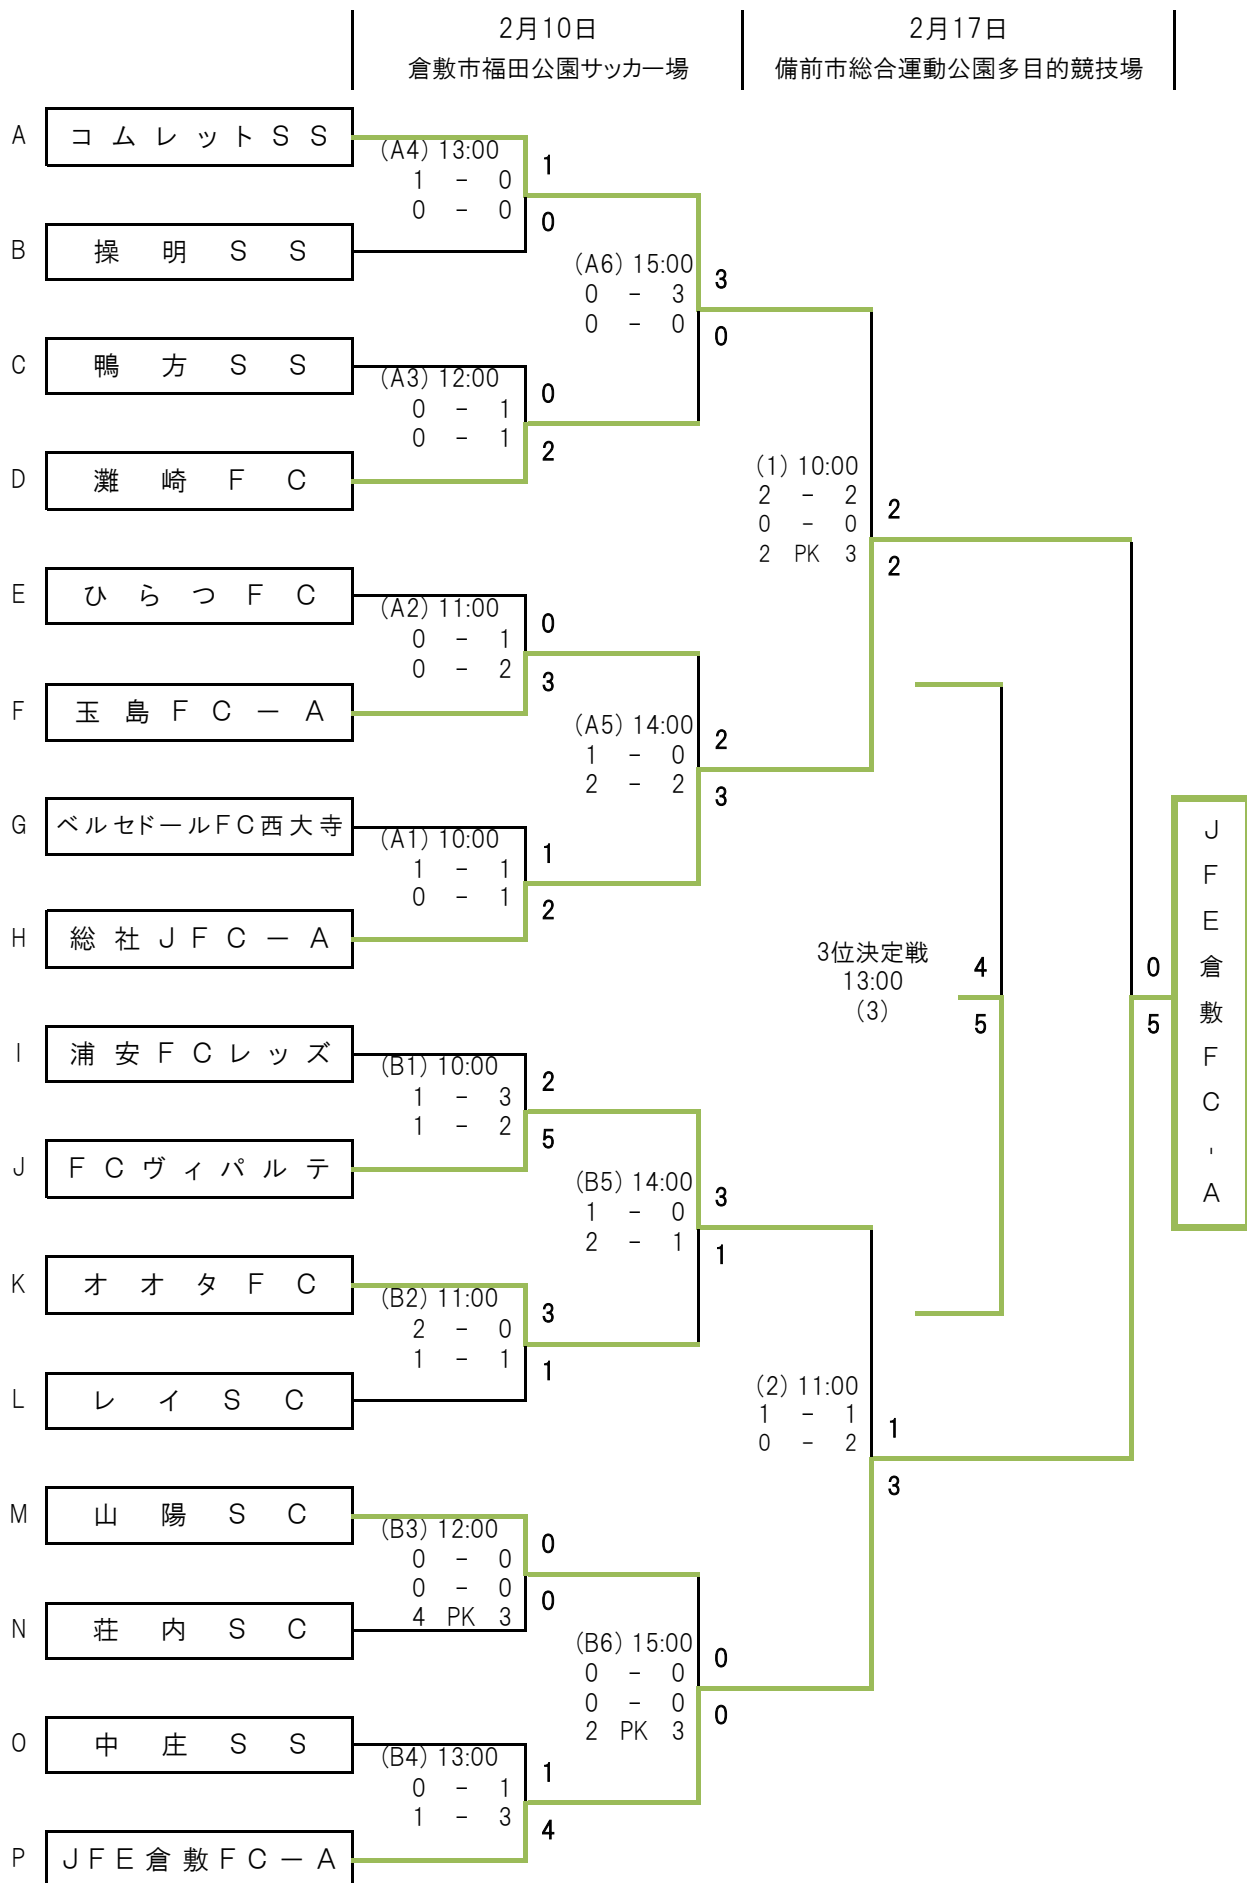 2月10日
倉敷市福田公園サッカー場
2月17日
備前市総合運動公園多目的競技場
A コムレットSS
(A4) 13:00
1 - 0
0 - 0
1
0
B 操明SS
(A6) 15:00
0 - 3
0 - 0
3
0
C 鴨方SS
(A3) 12:00
0 - 1
0 - 1
0
2
D 灘崎FC
(1) 10:00
2 - 2
0 - 0
2 PK 3
2
2
E ひらつFC
(A2) 11:00
0 - 1
0 - 2
0
3
F 玉島FC－A
(A5) 14:00
1 - 0
2 - 2
2
3
G ベルセドールFC西大寺
(A1) 10:00
1 - 1
0 - 1
1
2
H 総社JFC－A
3位決定戦
13:00
(3)
4
5
0
5
JFE倉敷FC-A
I 浦安FCレッズ
(B1) 10:00
1 - 3
1 - 2
2
5
J FCヴィパルテ
(B5) 14:00
1 - 0
2 - 1
3
1
K オオタFC
(B2) 11:00
2 - 0
1 - 1
3
1
L レイSC
(2) 11:00
1 - 1
0 - 2
1
3
M 山陽SC
(B3) 12:00
0 - 0
0 - 0
4 PK 3
0
0
N 荘内SC
(B6) 15:00
0 - 0
0 - 0
2 PK 3
0
0
O 中庄SS
(B4) 13:00
0 - 1
1 - 3
1
4
P JFE倉敷FC－A